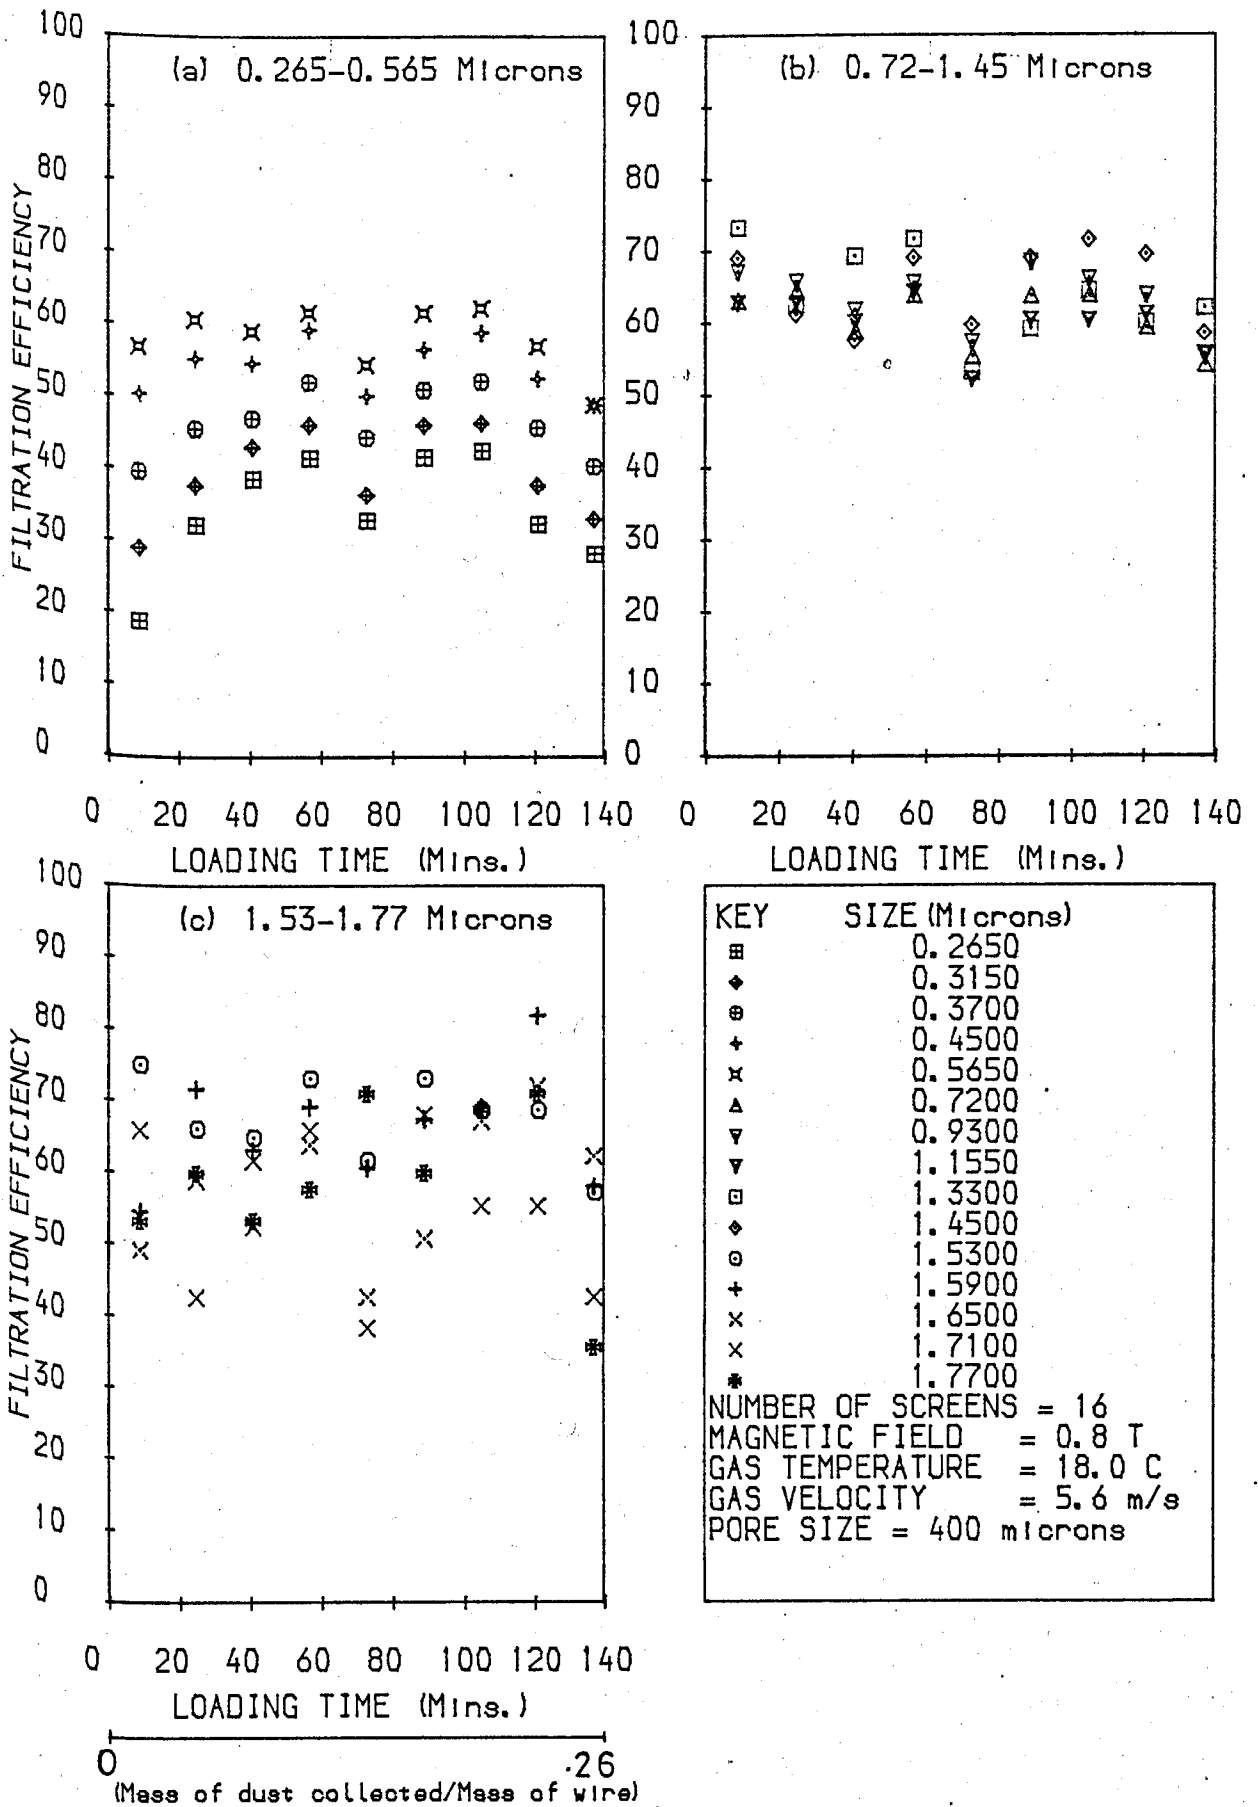 (a) 0.265-0.565 Microns
100
90
80
70
60
50
40
30
20
10
0
FILTRATION EFFICIENCY
0 20 40 60 80 100 120 140
LOADING TIME (Mins.)
(b) 0.72-1.45 Microns
100
90
80
70
60
50
40
30
20
10
0
0 20 40 60 80 100 120 140
LOADING TIME (Mins.)
(c) 1.53-1.77 Microns
100
90
80
70
60
50
40
30
20
10
0
FILTRATION EFFICIENCY
0 20 40 60 80 100 120 140
LOADING TIME (Mins.)
0 .26
(Mass of dust collected/Mass of wire)
KEY SIZE (Microns)
0.2650
0.3150
0.3700
0.4500
0.5650
0.7200
0.9300
1.1550
1.3300
1.4500
1.5300
1.5900
1.6500
1.7100
1.7700
NUMBER OF SCREENS = 16
MAGNETIC FIELD = 0.8 T
GAS TEMPERATURE = 18.0 C
GAS VELOCITY = 5.6 m/s
PORE SIZE = 400 microns